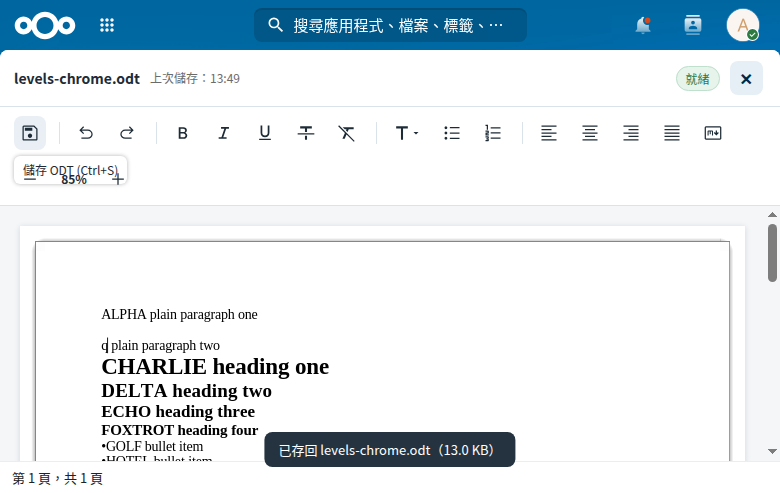 搜尋應用程式、檔案、標籤、…
A
levels-chrome.odt 上次儲存：13:49 就緒
B I U T T
儲存 ODT (Ctrl+S)
85%
ALPHA plain paragraph one
q plain paragraph two
CHARLIE heading one
DELTA heading two
ECHO heading three
FOXTROT heading four
•GOLF bullet item
•HOTEL bullet item
已存回 levels-chrome.odt（13.0 KB）
第 1 頁，共 1 頁